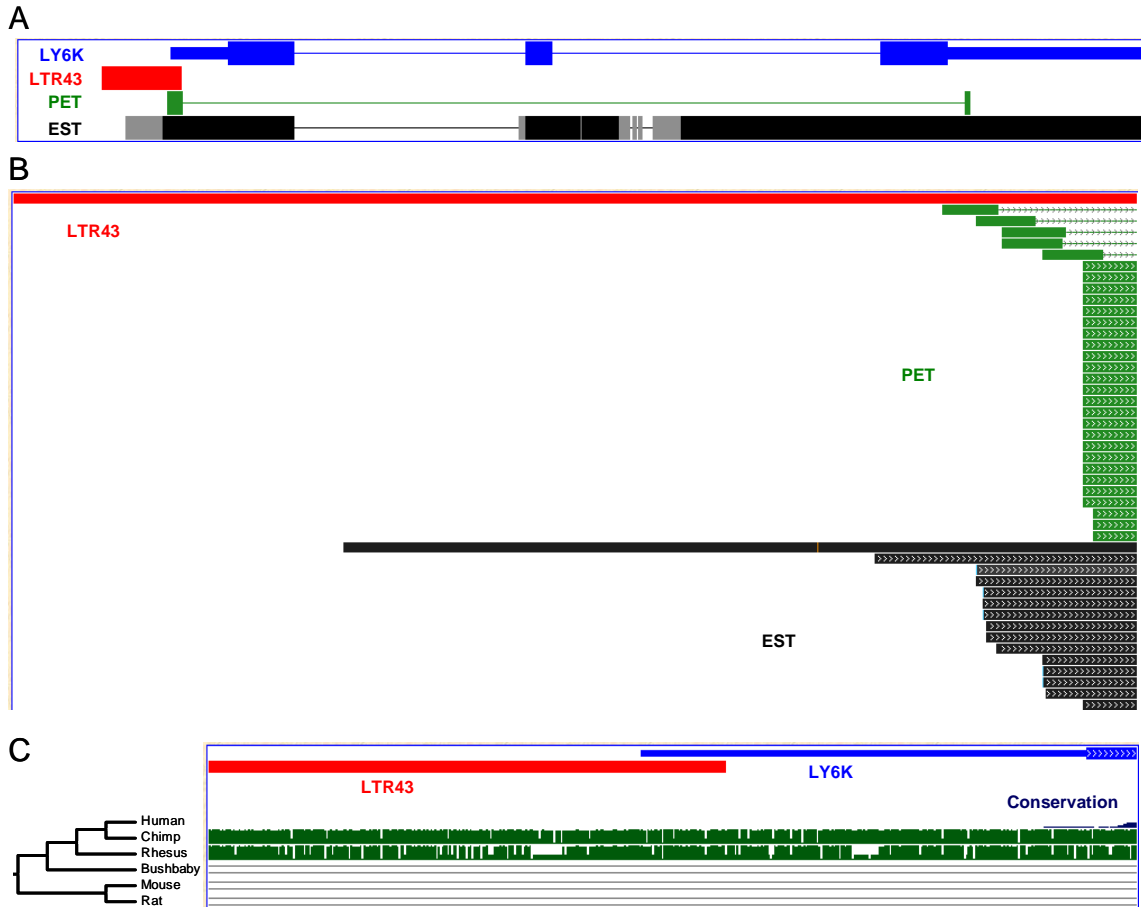 A
LY6K
LTR43
PET
EST
B
LTR43
PET
EST
C
LY6K
LTR43
Conservation
Human
Chimp
Rhesus
Bushbaby
Mouse
Rat